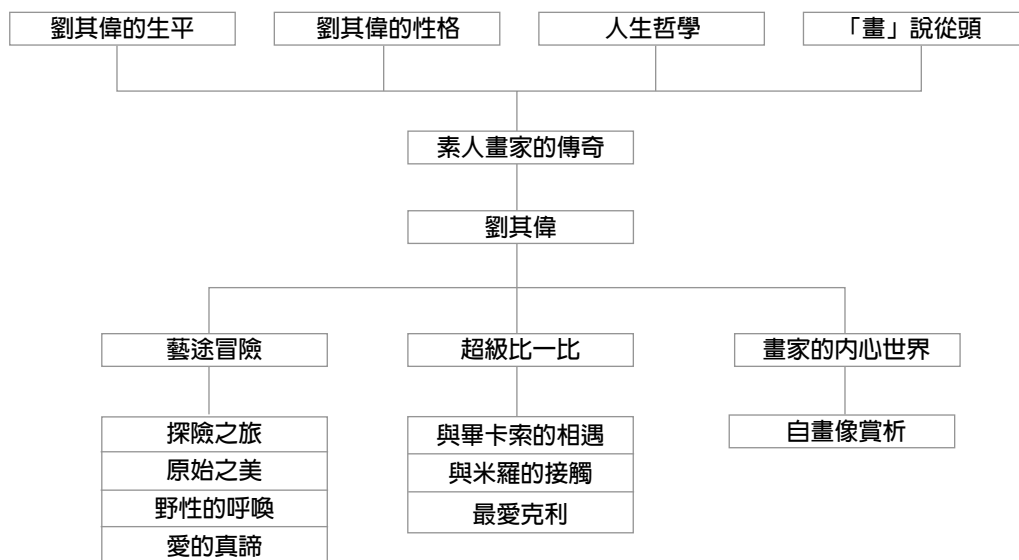 劉其偉的生平
劉其偉的性格
人生哲學
「畫」說從頭
素人畫家的傳奇
劉其偉
藝途冒險
超級比一比
畫家的內心世界
探險之旅
原始之美
野性的呼喚
愛的真諦
與畢卡索的相遇
與米羅的接觸
最愛克利
自畫像賞析